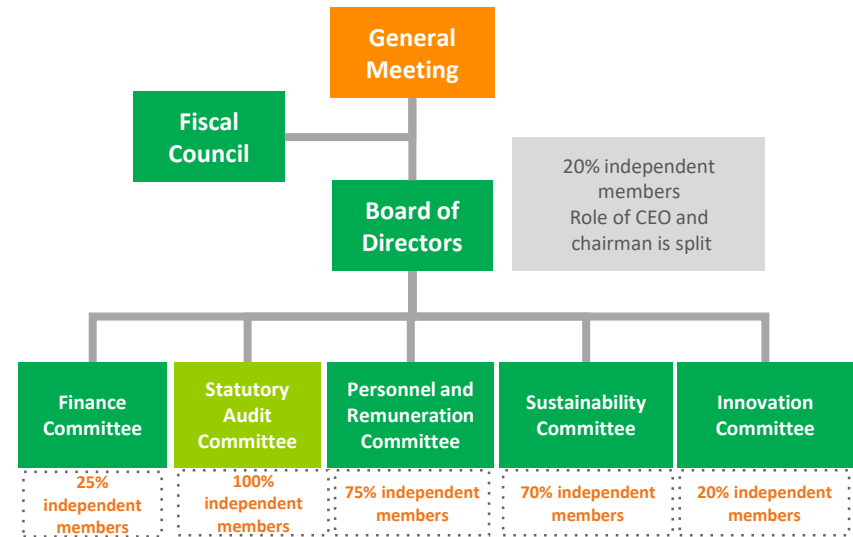 General
Meeting
Fiscal
Council
20% independent
members
Role of CEO and
chairman is split
Board of
Directors
Finance
Committee
Statutory
Audit
Committee
Personnel and
Remuneration
Committee
Sustainability
Committee
Innovation
Committee
25%
independent
members
100%
independent
members
75% independent
members
70% independent
members
20% independent
members